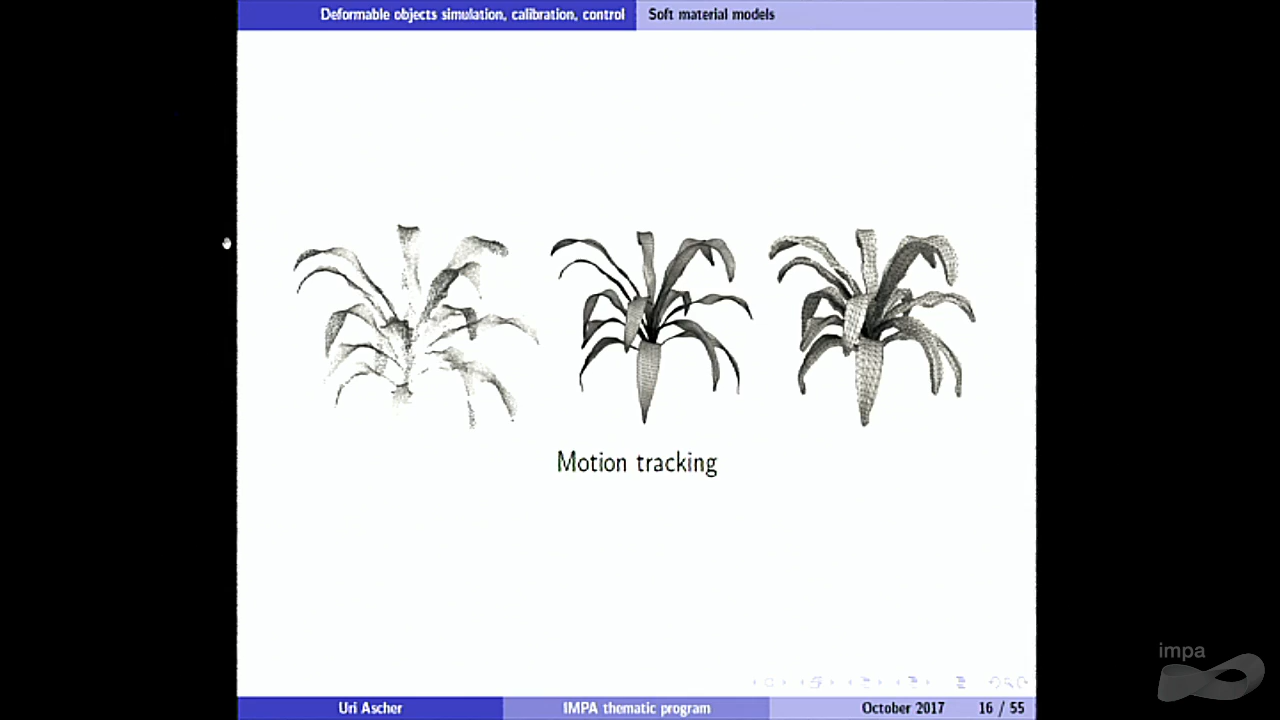 Deformable objects simulation, calibration, control
Soft material models
Motion tracking
impa
Uri Ascher
IMPA thematic program
October 2017
16 / 55